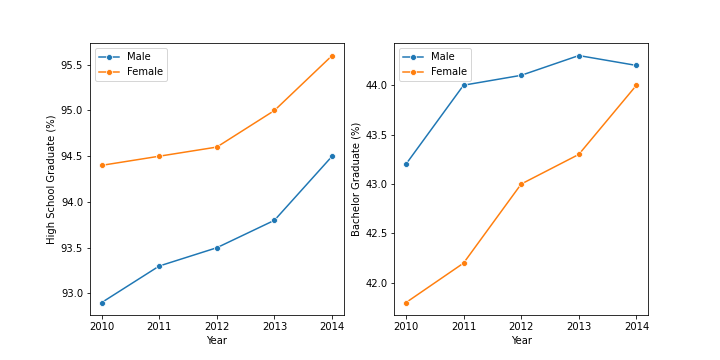 Male
Female
95.5
95.0
94.5
94.0
93.5
93.0
High School Graduate (%)
2010 2011 2012 2013 2014
Year
Male
Female
44.0
43.5
43.0
42.5
42.0
Bachelor Graduate (%)
2010 2011 2012 2013 2014
Year